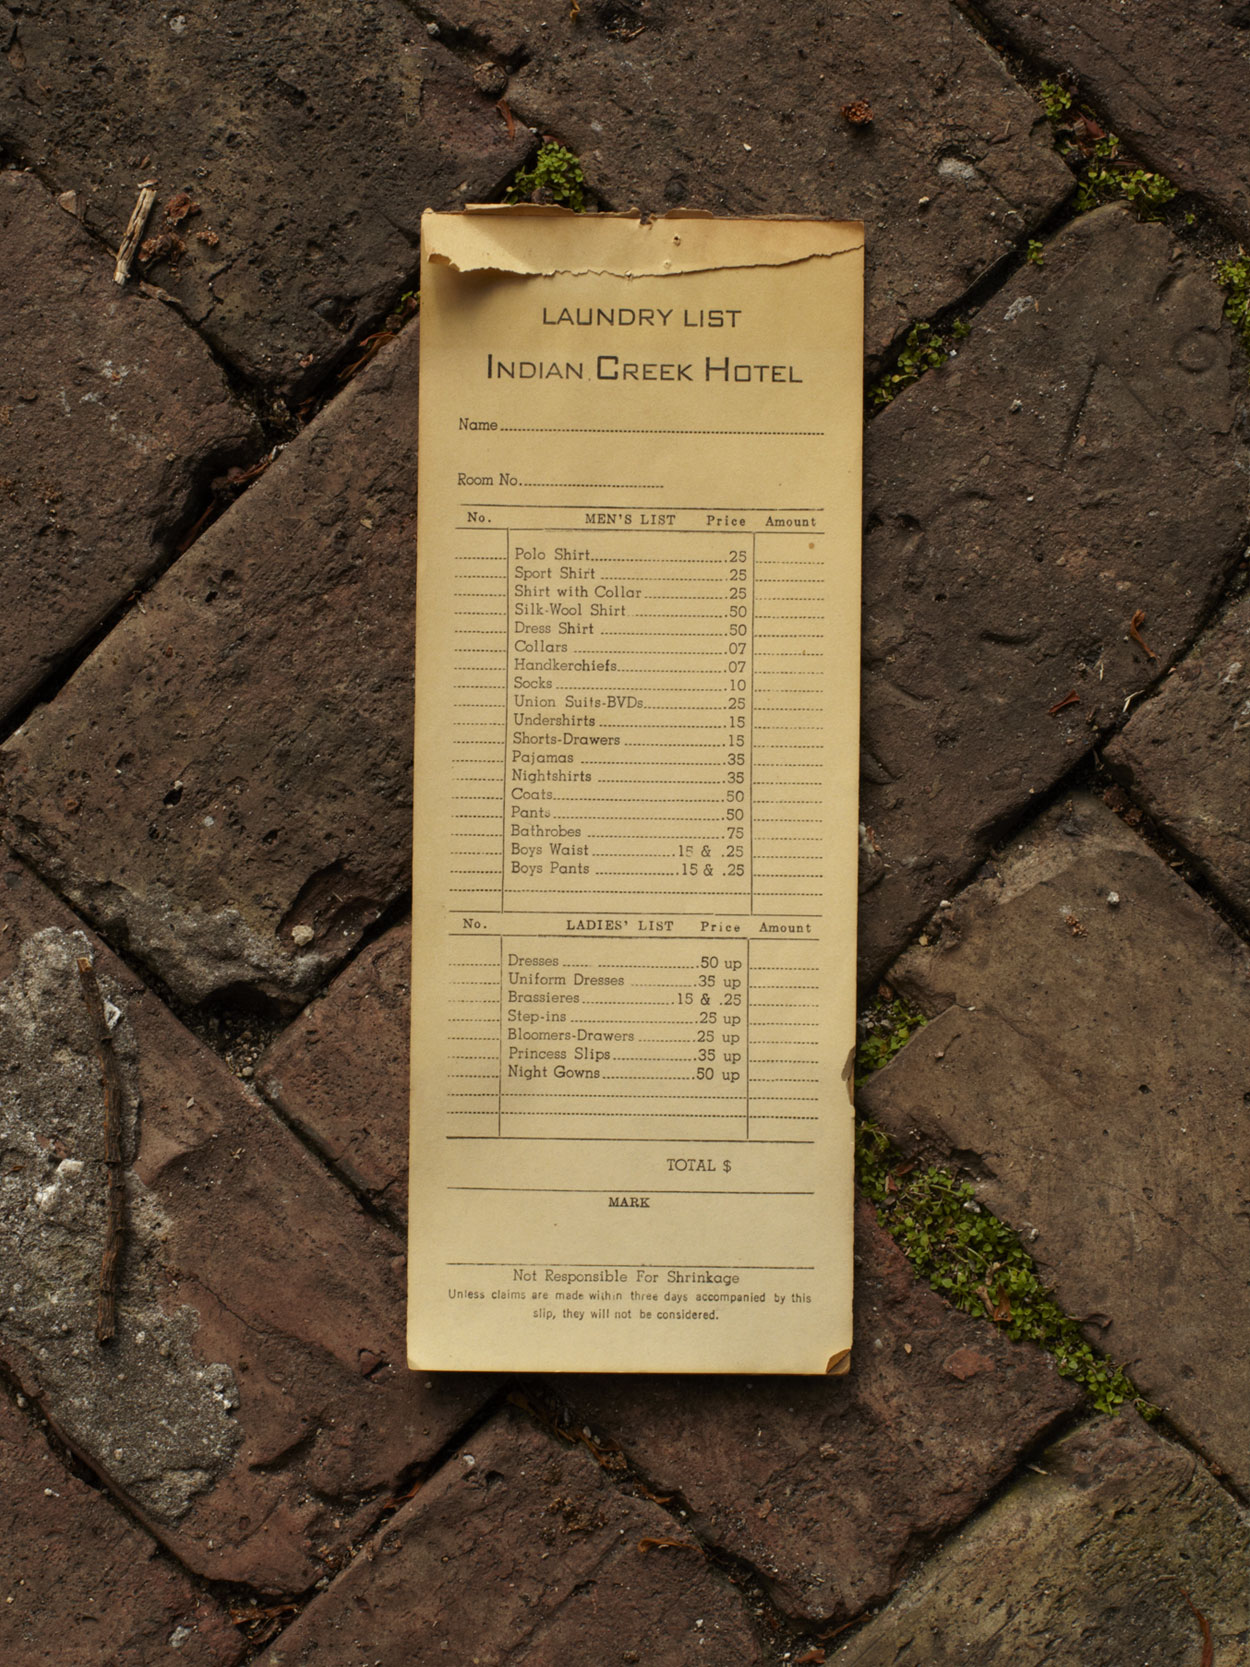 LAUNDRY LIST
INDIAN CREEK HOTEL
Name
Room No.
No. MEN'S LIST Price Amount
Polo Shirt .25
Sport Shirt .25
Shirt with Collar .25
Silk-Wool Shirt .50
Dress Shirt .50
Collars .07
Handkerchiefs .07
Socks .10
Union Suits-BVDs .25
Undershirts .15
Shorts-Drawers .15
Pajamas .35
Nightshirts .35
Coats .50
Pants .50
Bathrobes .75
Boys Waist .15 & .25
Boys Pants .15 & .25
No. LADIES' LIST Price Amount
Dresses .50 up
Uniform Dresses .35 up
Brassieres .15 & .25
Step-ins .25 up
Bloomers-Drawers .25 up
Princess Slips .35 up
Night Gowns .50 up
TOTAL $
MARK
Not Responsible For Shrinkage
Unless claims are made within three days accompanied by this
slip, they will not be considered.